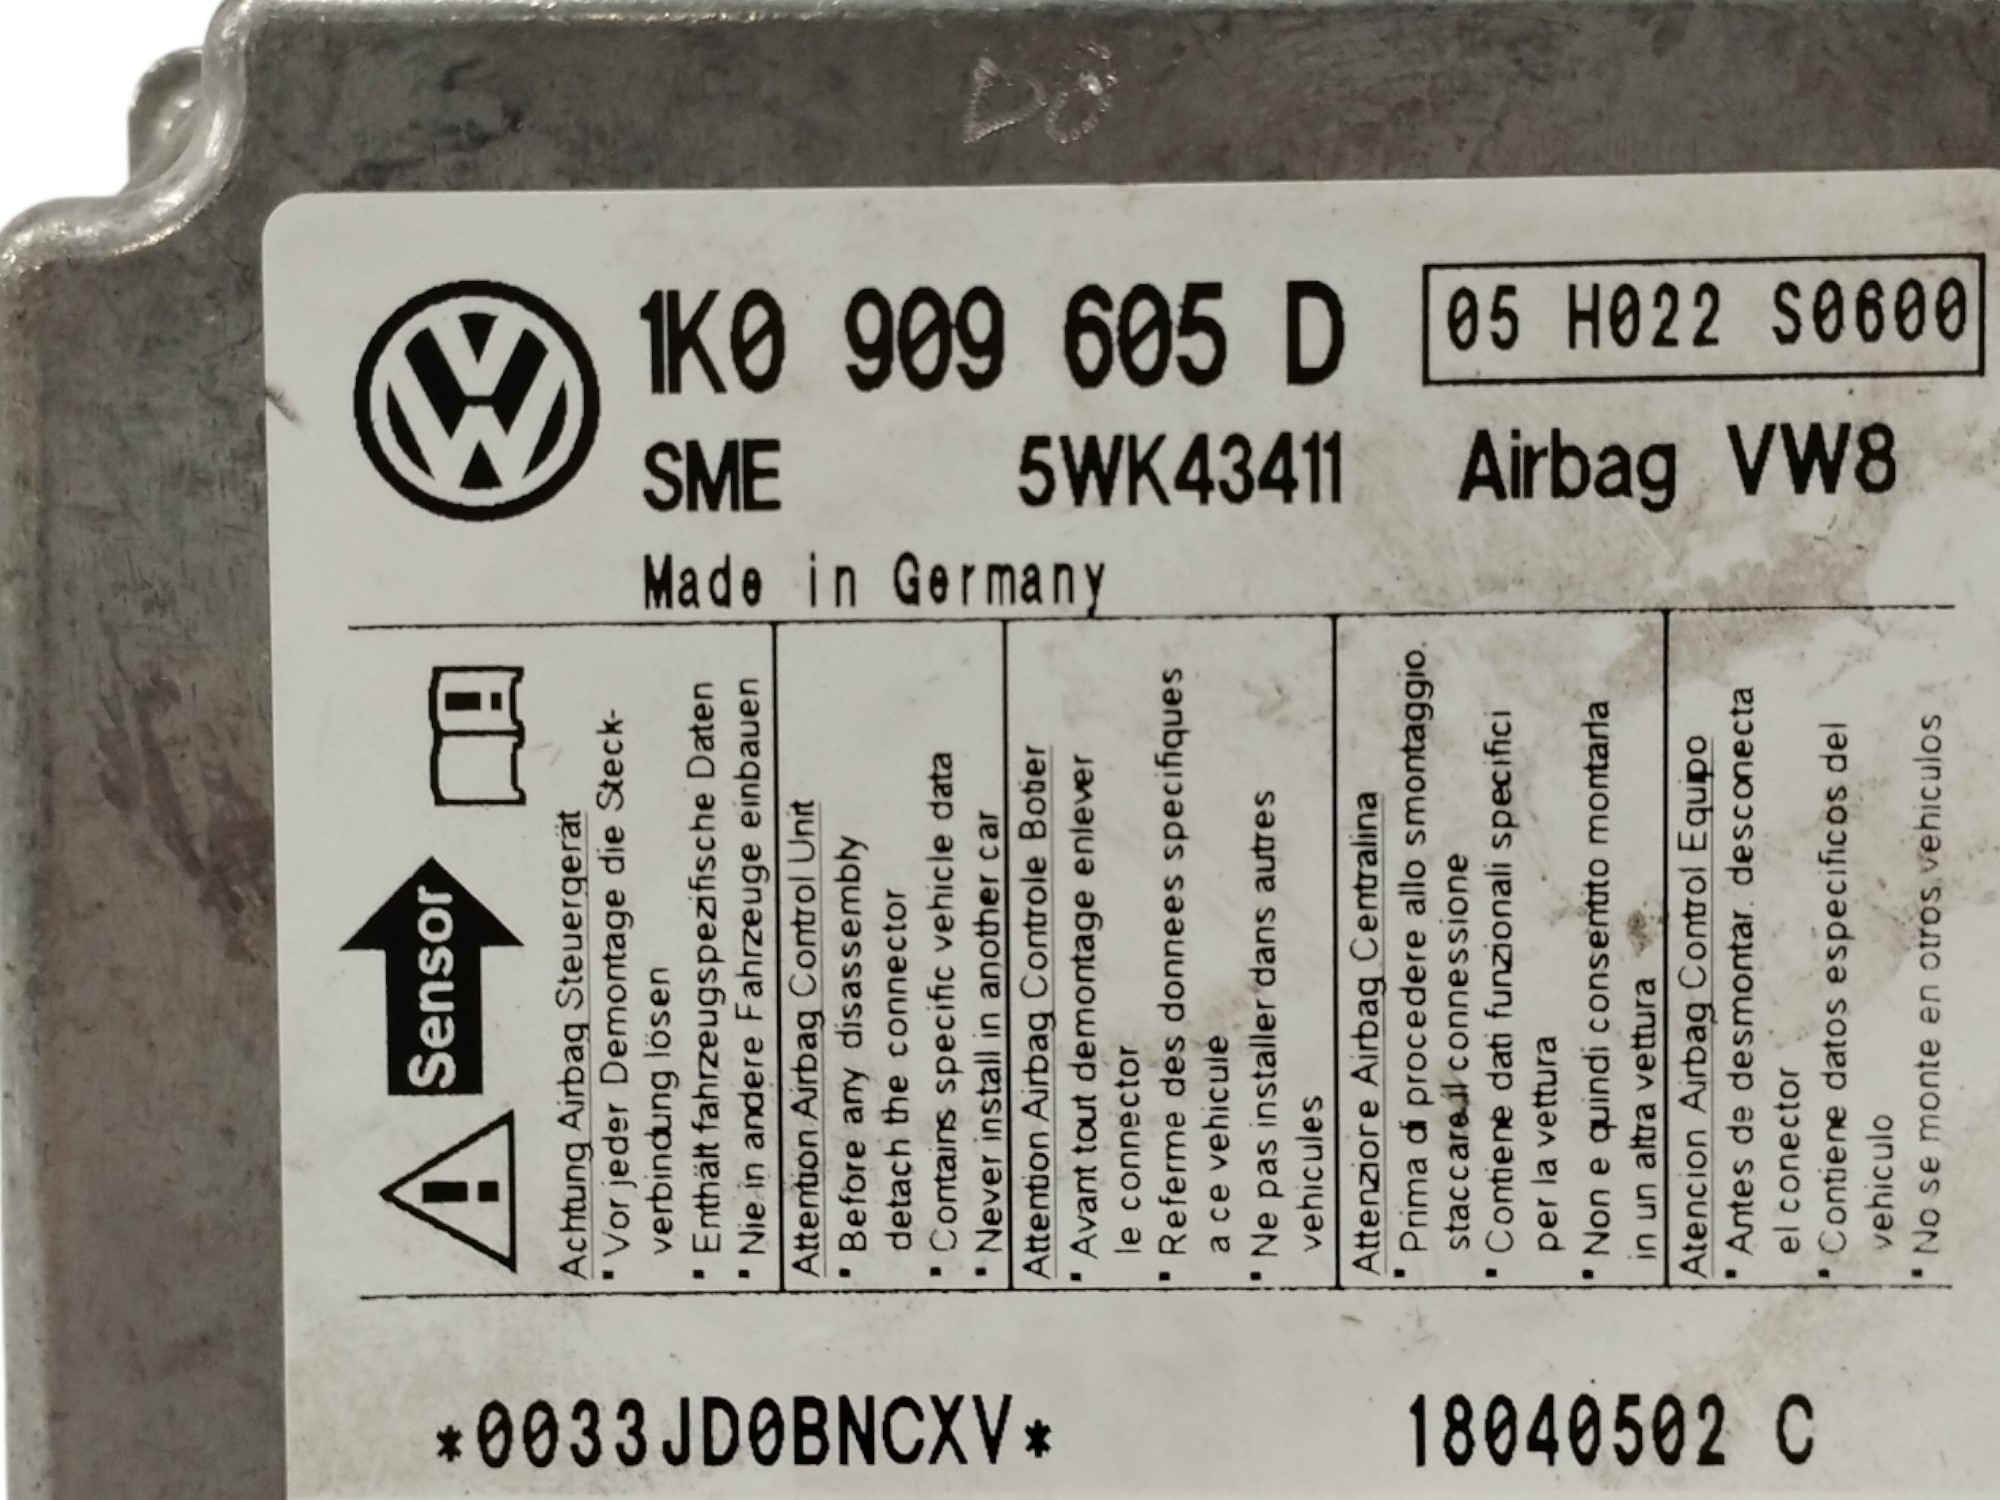 1K0 909 605 D
05 H022 S0600
SME 5WK43411 Airbag VW8
Made in Germany
Sensor
Achtung Airbag Steuergerät
▪ Vor jeder Demontage die Steck-
verbindung lösen
▪ Enthält fahrzeugspezifische Daten
▪ Nie in andere Fahrzeuge einbauen
Attention Airbag Control Unit
▪ Before any disassembly
detach the connector
▪ Contains specific vehicle data
▪ Never install in another car
Attention Airbag Controle Botier
▪ Avant tout demontage enlever
le connector
▪ Referme des donnees specifiques
a ce vehicule
▪ Ne pas installer dans autres
vehicules
Attenzione Airbag Centralina
▪ Prima di procedere allo smontaggio.
staccare il connessione
▪ Contiene dati funzionali specifici
per la vettura
▪ Non e quindi consentito montarla
in un altra vettura
Atencion Airbag Control Equipo
▪ Antes de desmontar. desconecta
el conector
▪ Contiene datos especificos del
vehiculo
▪ No se monte en otros vehiculos
*0033JD0BNCXV* 18040502 C